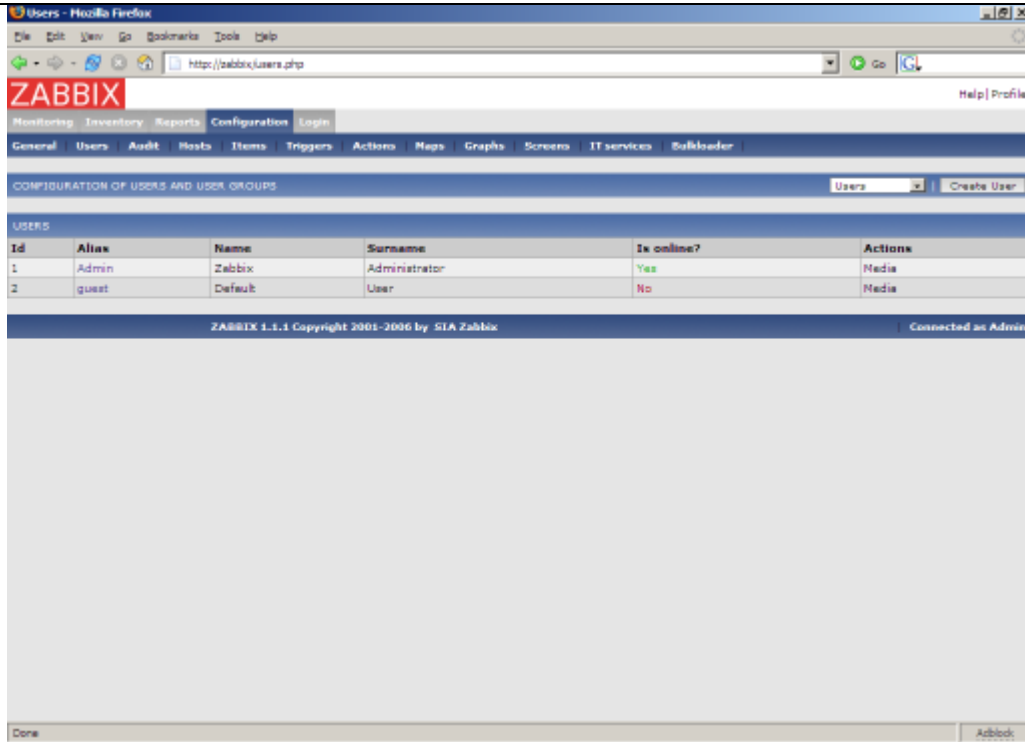 Users - Mozilla Firefox
File Edit View Go Bookmarks Tools Help
http://zabbix/users.php Go G
ZABBIX Help | Profile
Monitoring Inventory Reports Configuration Login
General Users Audit Hosts Items Triggers Actions Maps Graphs Screens IT services Bulkloader
CONFIGURATION OF USERS AND USER GROUPS Users Create User
USERS
Id Alias Name Surname Is online? Actions
1 Admin Zabbix Administrator Yes Media
2 guest Default User No Media
ZABBIX 1.1.1 Copyright 2001-2006 by SIA Zabbix Connected as Admin
Done Adblock